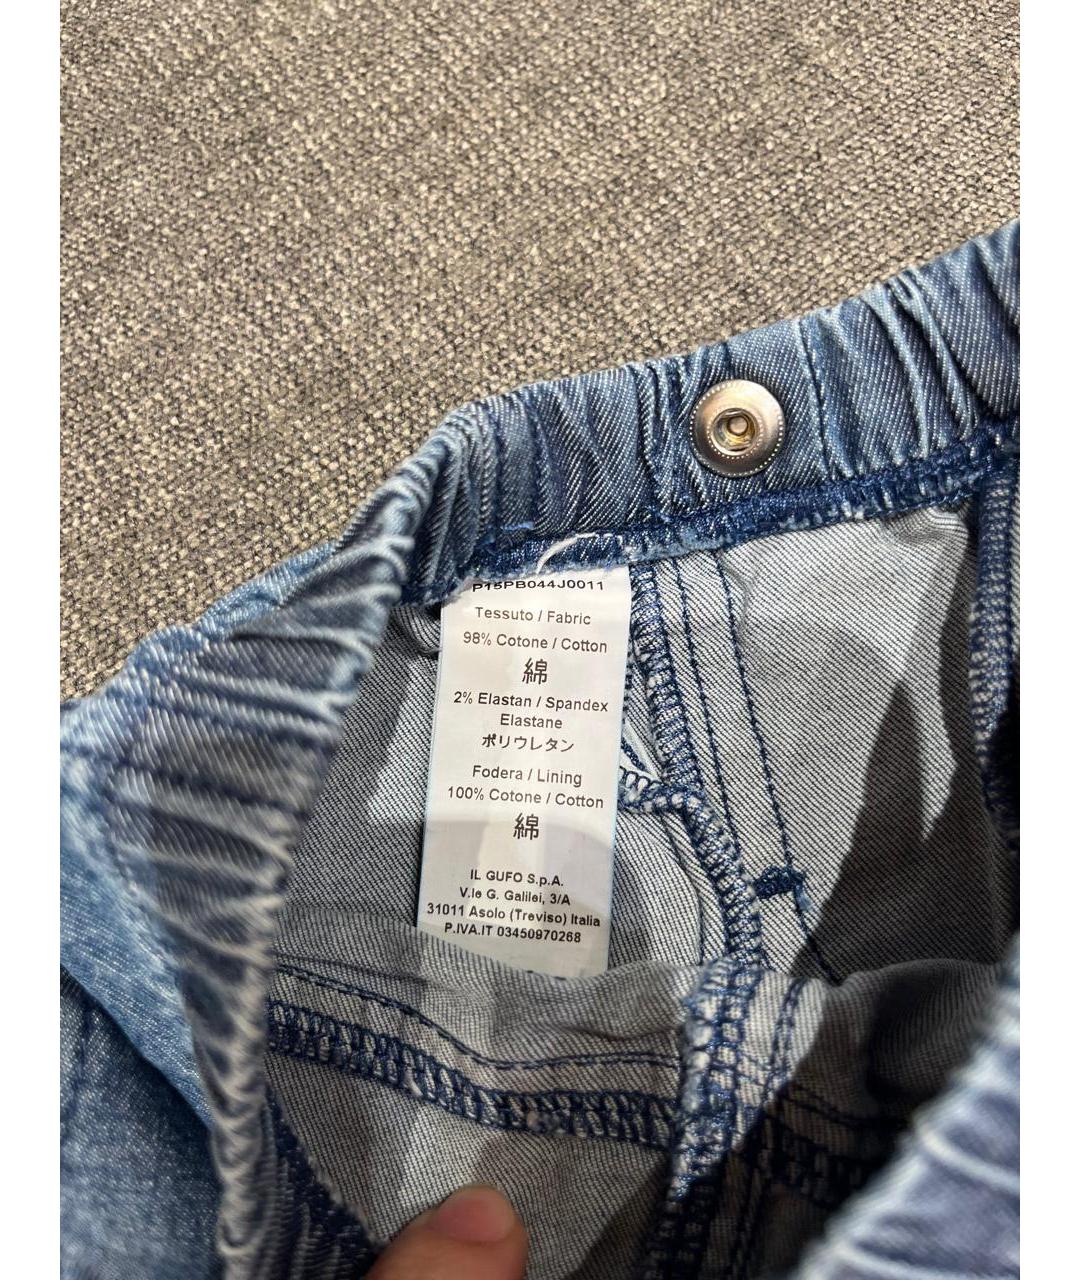 P15PB044J0011
Tessuto / Fabric
98% Cotone / Cotton
綿
2% Elastan / Spandex
Elastane
ポリウレタン
Fodera / Lining
100% Cotone / Cotton
綿
IL GUFO S.p.A.
V.le G. Galilei, 3/A
31011 Asolo (Treviso) Italia
P.IVA.IT 03450970268